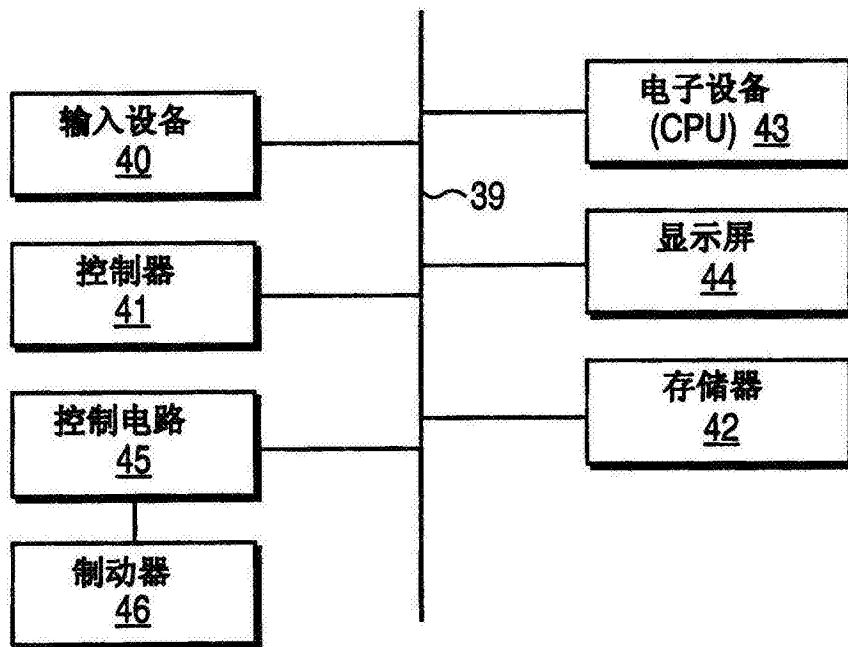 输入设备
40
控制器
41
控制电路
45
制动器
46
39
电子设备
(CPU) 43
显示屏
44
存储器
42